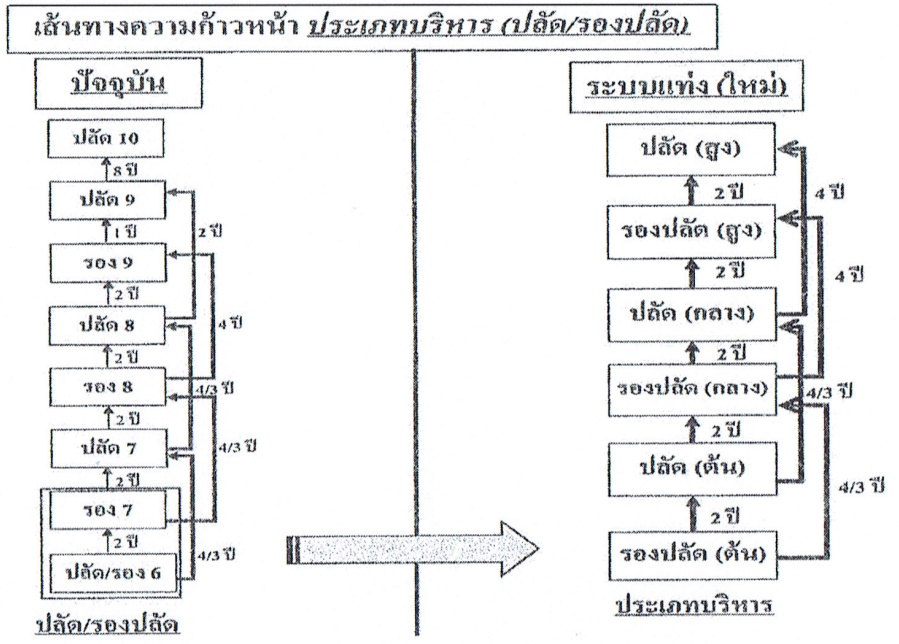 เส้นทางความก้าวหน้า ประเภทบริหาร (ปลัด/รองปลัด)
ปัจจุบัน
ปลัด 10
8 ปี
ปลัด 9
1 ปี
2 ปี
รอง 9
2 ปี
ปลัด 8
4 ปี
2 ปี
รอง 8
4/3 ปี
2 ปี
ปลัด 7
4/3 ปี
2 ปี
รอง 7
2 ปี
4/3 ปี
ปลัด/รอง 6
ปลัด/รองปลัด
ระบบแท่ง (ใหม่)
ปลัด (สูง)
2 ปี
4 ปี
รองปลัด (สูง)
2 ปี
4 ปี
ปลัด (กลาง)
2 ปี
รองปลัด (กลาง)
4/3 ปี
2 ปี
ปลัด (ต้น)
4/3 ปี
2 ปี
รองปลัด (ต้น)
ประเภทบริหาร